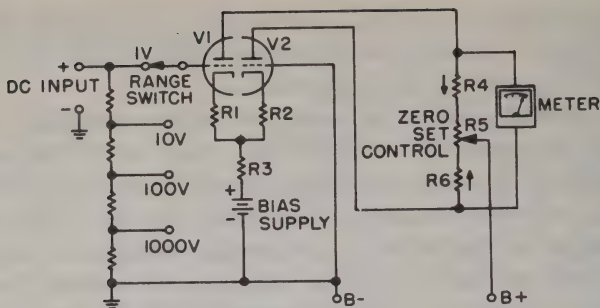 V1
V2
+
1V
DC INPUT
RANGE
SWITCH
-
R1
R2
R4
METER
ZERO
SET
CONTROL
R5
10V
R3
R6
100V
+
BIAS
SUPPLY
-
1000V
B-
B+